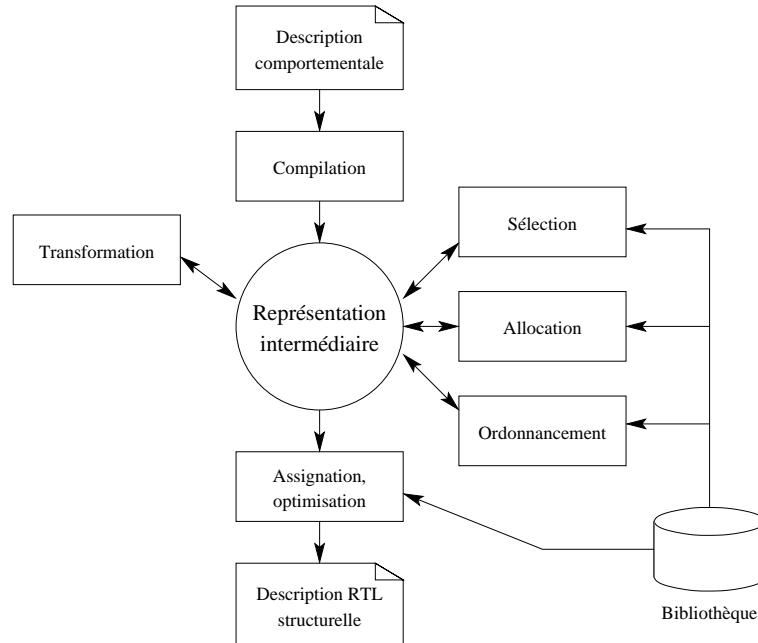 Description
comportementale
Compilation
Transformation
Sélection
Représentation
intermédiaire
Allocation
Ordonnancement
Assignation,
optimisation
Description RTL
structurelle
Bibliothèque